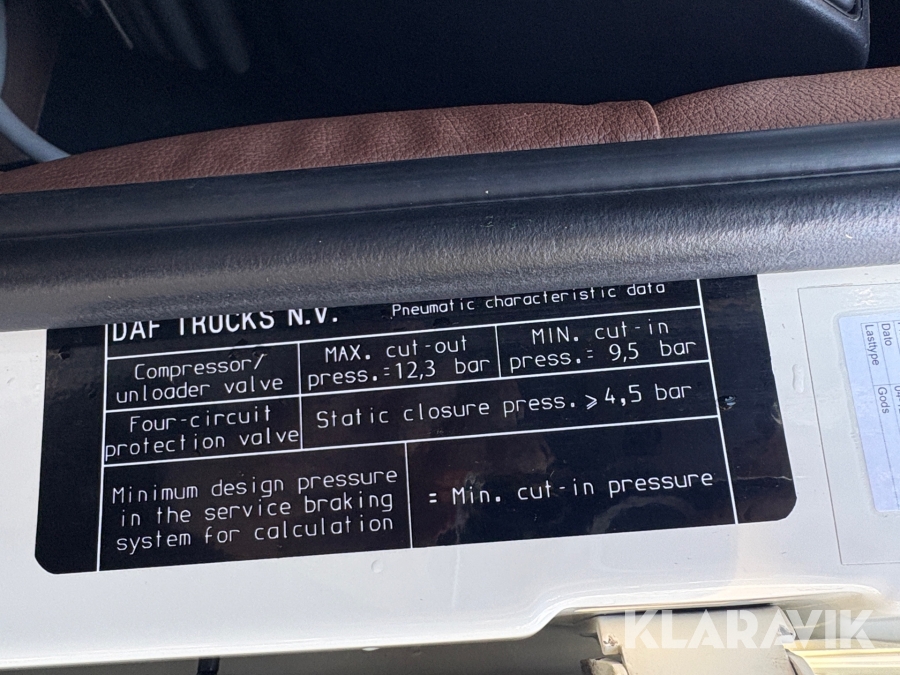 DAF TRUCKS N.V.
Pneumatic characteristic data
Compressor/
unloader valve
MAX. cut-out
press.=12,3 bar
MIN. cut-in
press.= 9,5 bar
Four-circuit
protection valve
Static closure press. ⩾ 4,5 bar
Minimum design pressure
in the service braking
system for calculation
= Min. cut-in pressure
Dato
Lasttype
Gods
KLARAVIK